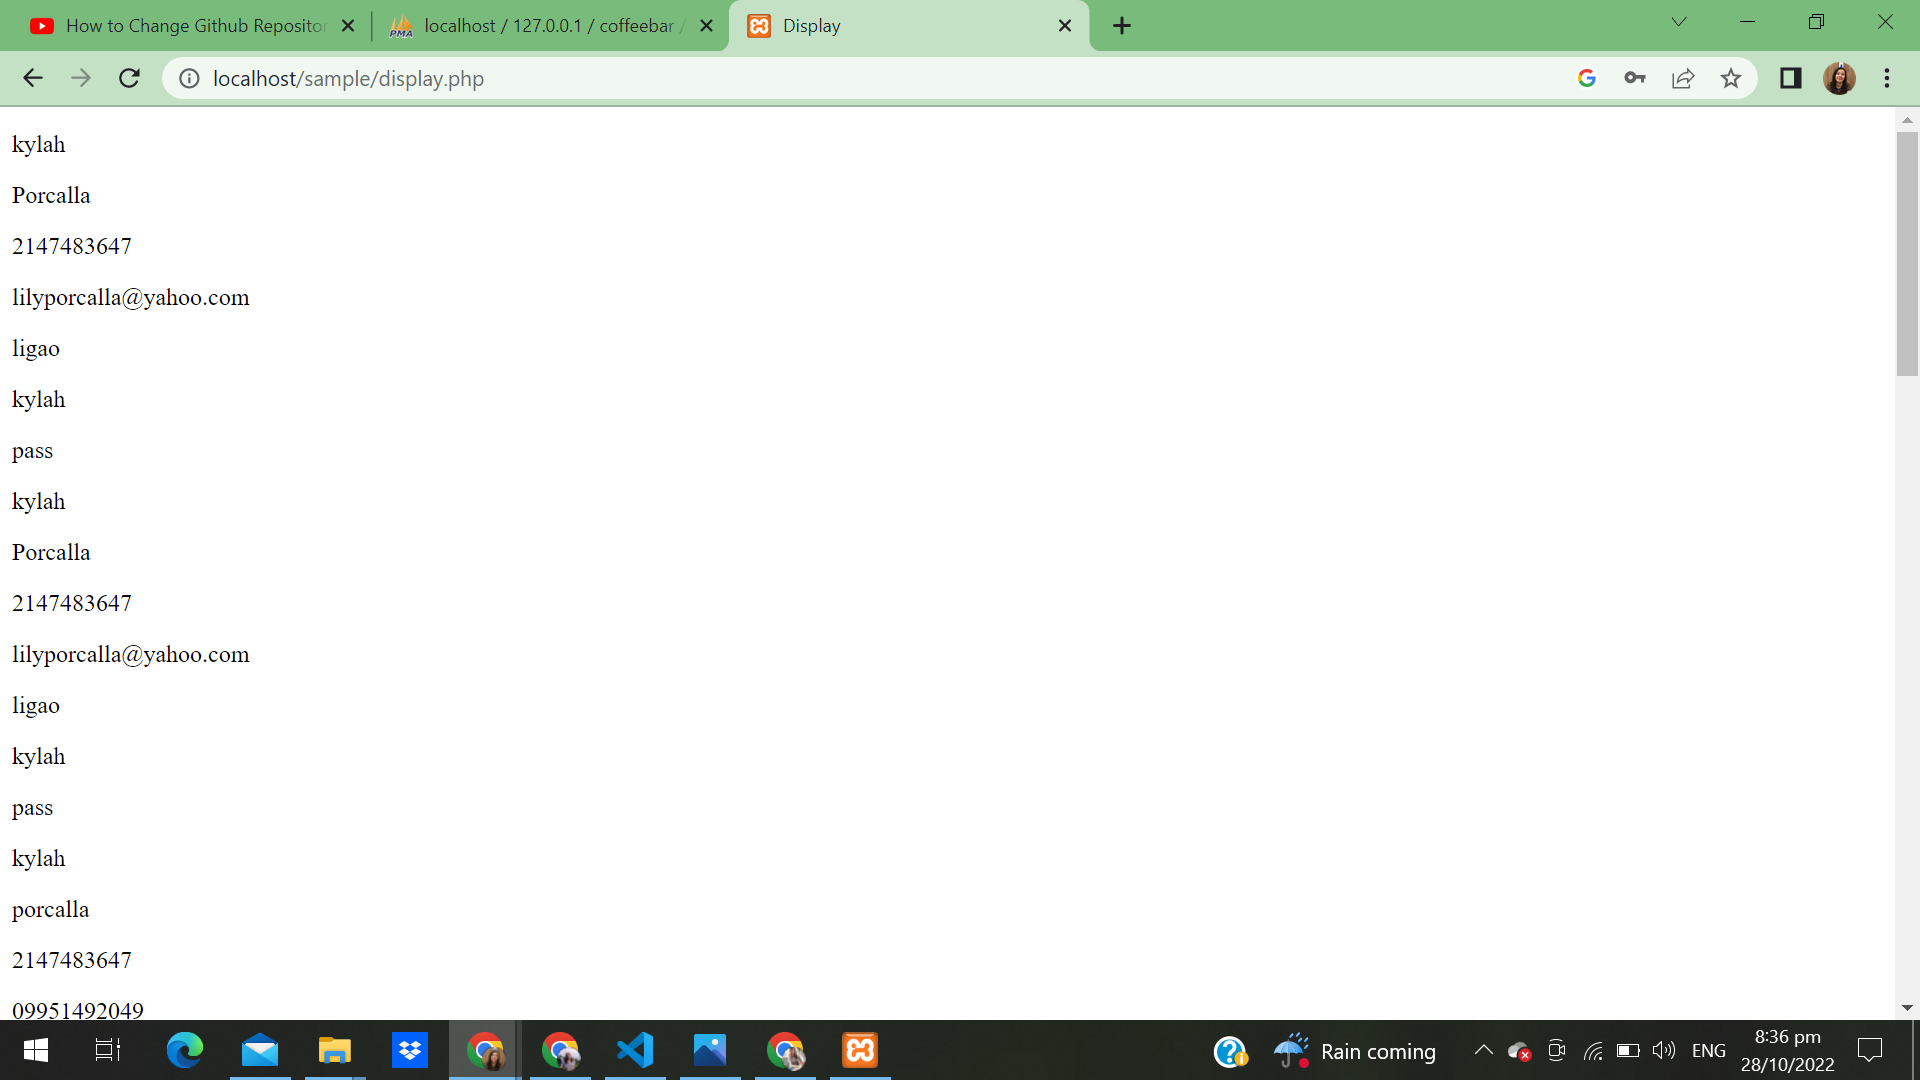 How to Change Github Repositor
localhost / 127.0.0.1 / coffeebar /
Display
localhost/sample/display.php
kylah
Porcalla
2147483647
lilyporcalla@yahoo.com
ligao
kylah
pass
kylah
Porcalla
2147483647
lilyporcalla@yahoo.com
ligao
kylah
pass
kylah
porcalla
2147483647
09951492049
Rain coming
ENG
8:36 pm
28/10/2022